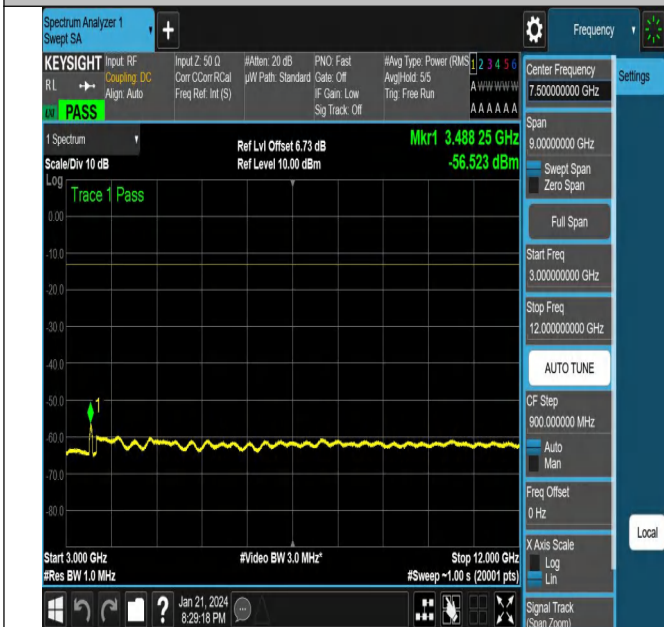 Spectrum Analyzer 1
Swept SA
Frequency
KEYSIGHT
RL
PASS
Input: RF
Coupling: DC
Align: Auto
Input Z: 50 Ω
Corr CCorr RCal
Freq Ref: Int (S)
#Atten: 20 dB
µW Path: Standard
PNO: Fast
Gate: Off
IF Gain: Low
Sig Track: Off
#Avg Type: Power (RMS
Avg|Hold: 5/5
Trig: Free Run
1 2 3 4 5 6
A W W W W W
A A A A A A
1 Spectrum
Scale/Div 10 dB
Log
Ref Lvl Offset 6.73 dB
Ref Level 10.00 dBm
Mkr1 3.488 25 GHz
-56.523 dBm
Trace 1 Pass
0.00
-10.0
-20.0
-30.0
-40.0
-50.0
-60.0
-70.0
-80.0
1
Start 3.000 GHz
#Res BW 1.0 MHz
#Video BW 3.0 MHz*
Stop 12.000 GHz
#Sweep ~1.00 s (20001 pts)
Jan 21, 2024
8:29:18 PM
?
Center Frequency
7.500000000 GHz
Settings
Span
9.00000000 GHz
Swept Span
Zero Span
Full Span
Start Freq
3.000000000 GHz
Stop Freq
12.000000000 GHz
AUTO TUNE
CF Step
900.000000 MHz
Auto
Man
Freq Offset
0 Hz
Local
X Axis Scale
Log
Lin
Signal Track
(Span Zoom)